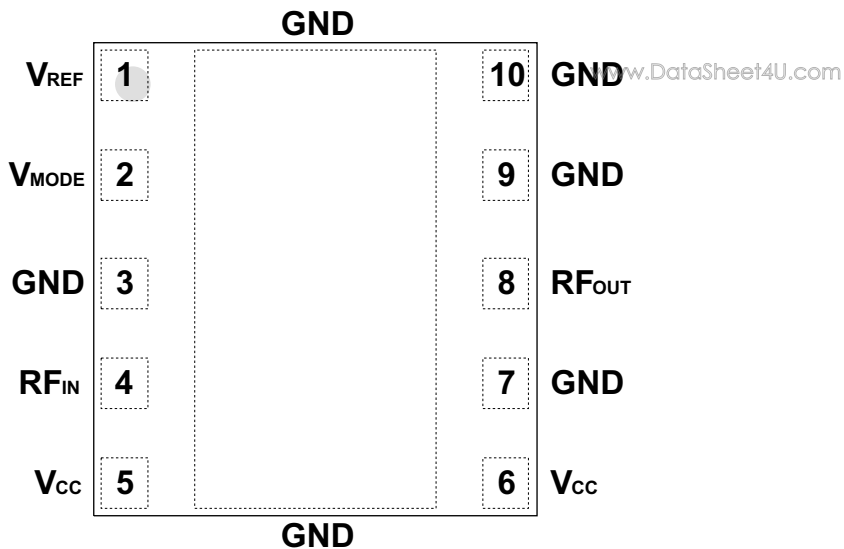 GND
VREF 1 10 GND
www.DataSheet4U.com
VMODE 2 9 GND
GND 3 8 RFOUT
RFIN 4 7 GND
VCC 5 6 VCC
GND